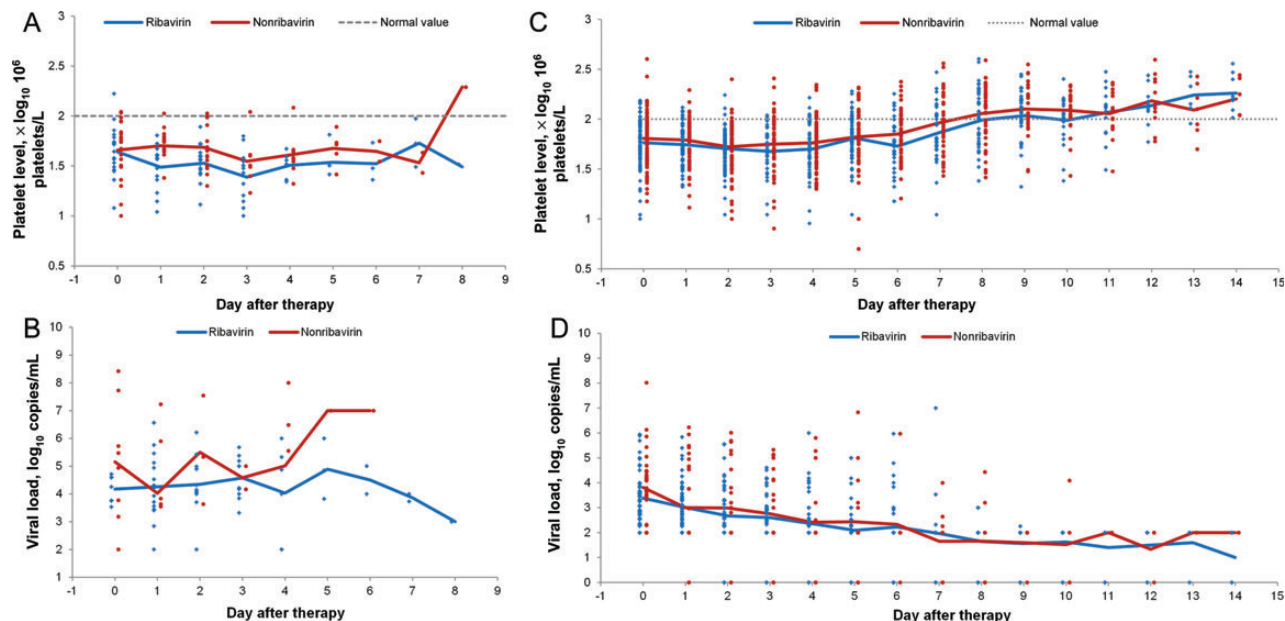 A
Ribavirin Nonribavirin Normal value
Platelet level, × log10 10^6
platelets/L
3
2.5
2
1.5
1
0.5
-1 0 1 2 3 4 5 6 7 8 9
Day after therapy
B
Ribavirin Nonribavirin
Viral load, log10 copies/mL
10
9
8
7
6
5
4
3
2
1
-1 0 1 2 3 4 5 6 7 8 9
Day after therapy
C
Ribavirin Nonribavirin Normal value
Platelet level, × log10 10^6
platelets/L
3
2.5
2
1.5
1
0.5
-1 0 1 2 3 4 5 6 7 8 9 10 11 12 13 14 15
Day after therapy
D
Ribavirin Nonribavirin
Viral load, log10 copies/mL
10
9
8
7
6
5
4
3
2
1
0
-1 0 1 2 3 4 5 6 7 8 9 10 11 12 13 14 15
Day after therapy